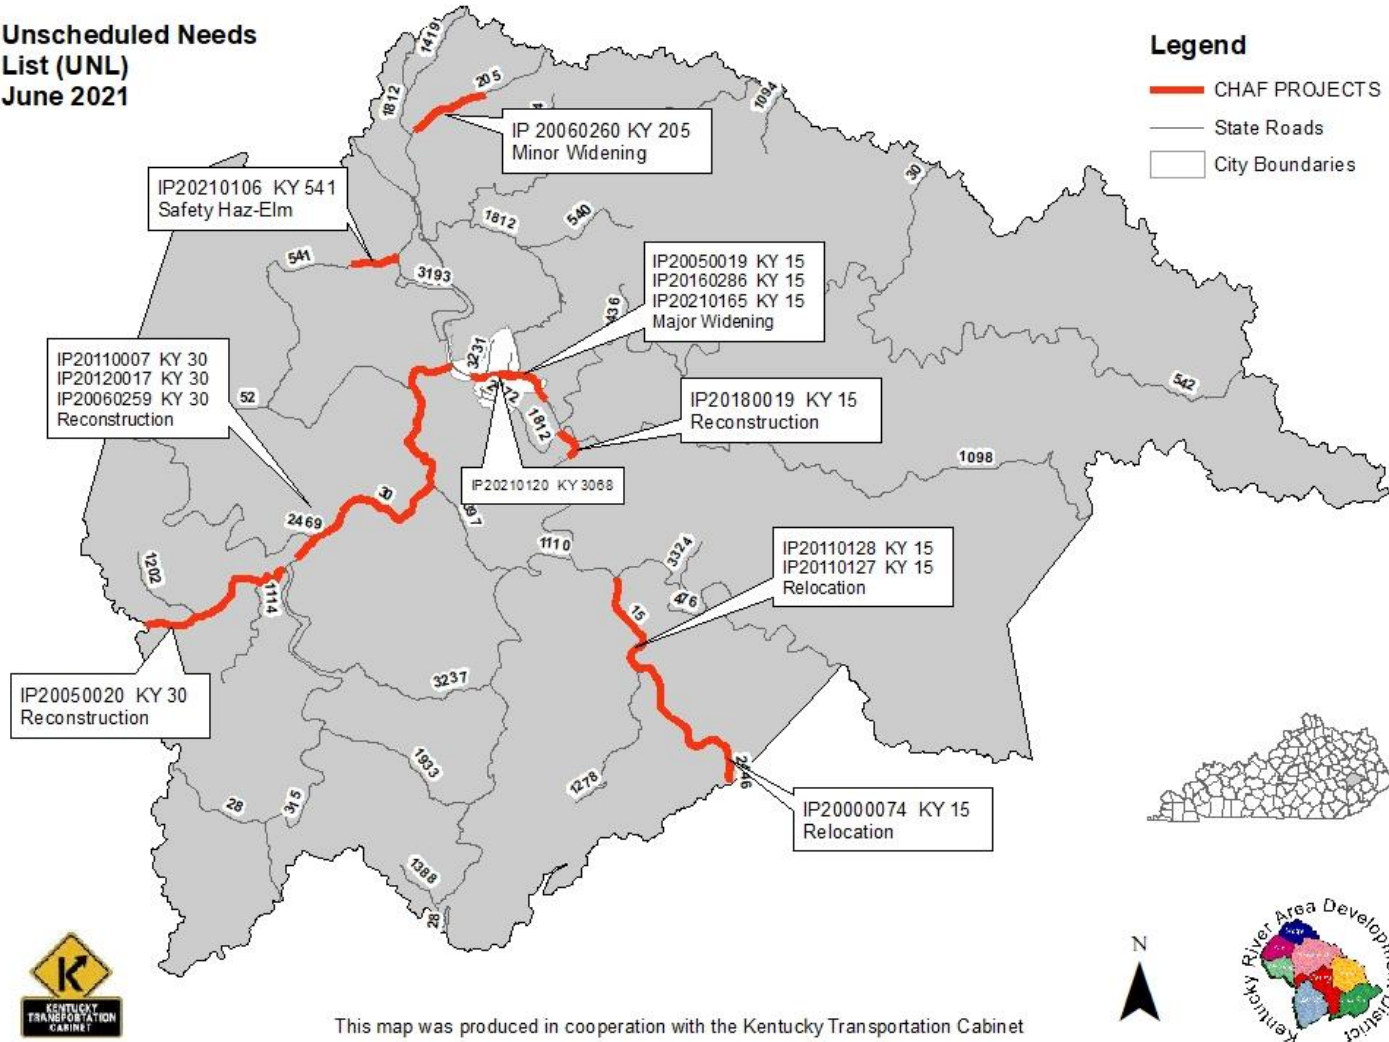 Unscheduled Needs
List (UNL)
June 2021
Legend
CHAF PROJECTS
State Roads
City Boundaries
1419
205
1812
1094
IP 20060260 KY 205
Minor Widening
30
IP20210106 KY 541
Safety Haz-Elm
1812
540
541
3193
IP20050019 KY 15
IP20160286 KY 15
IP20210165 KY 15
Major Widening
436
IP20110007 KY 30
IP20120017 KY 30
IP20060259 KY 30
Reconstruction
3231
542
52
IP20180019 KY 15
Reconstruction
1812
1098
IP20210120 KY 3068
30
2469
1110
3324
IP20110128 KY 15
IP20110127 KY 15
Relocation
1202
1114
476
15
3237
IP20050020 KY 30
Reconstruction
1933
1278
28
315
IP20000074 KY 15
Relocation
1388
28
KENTUCKY
TRANSPORTATION
CABINET
N
Kentucky River Area Development District
This map was produced in cooperation with the Kentucky Transportation Cabinet